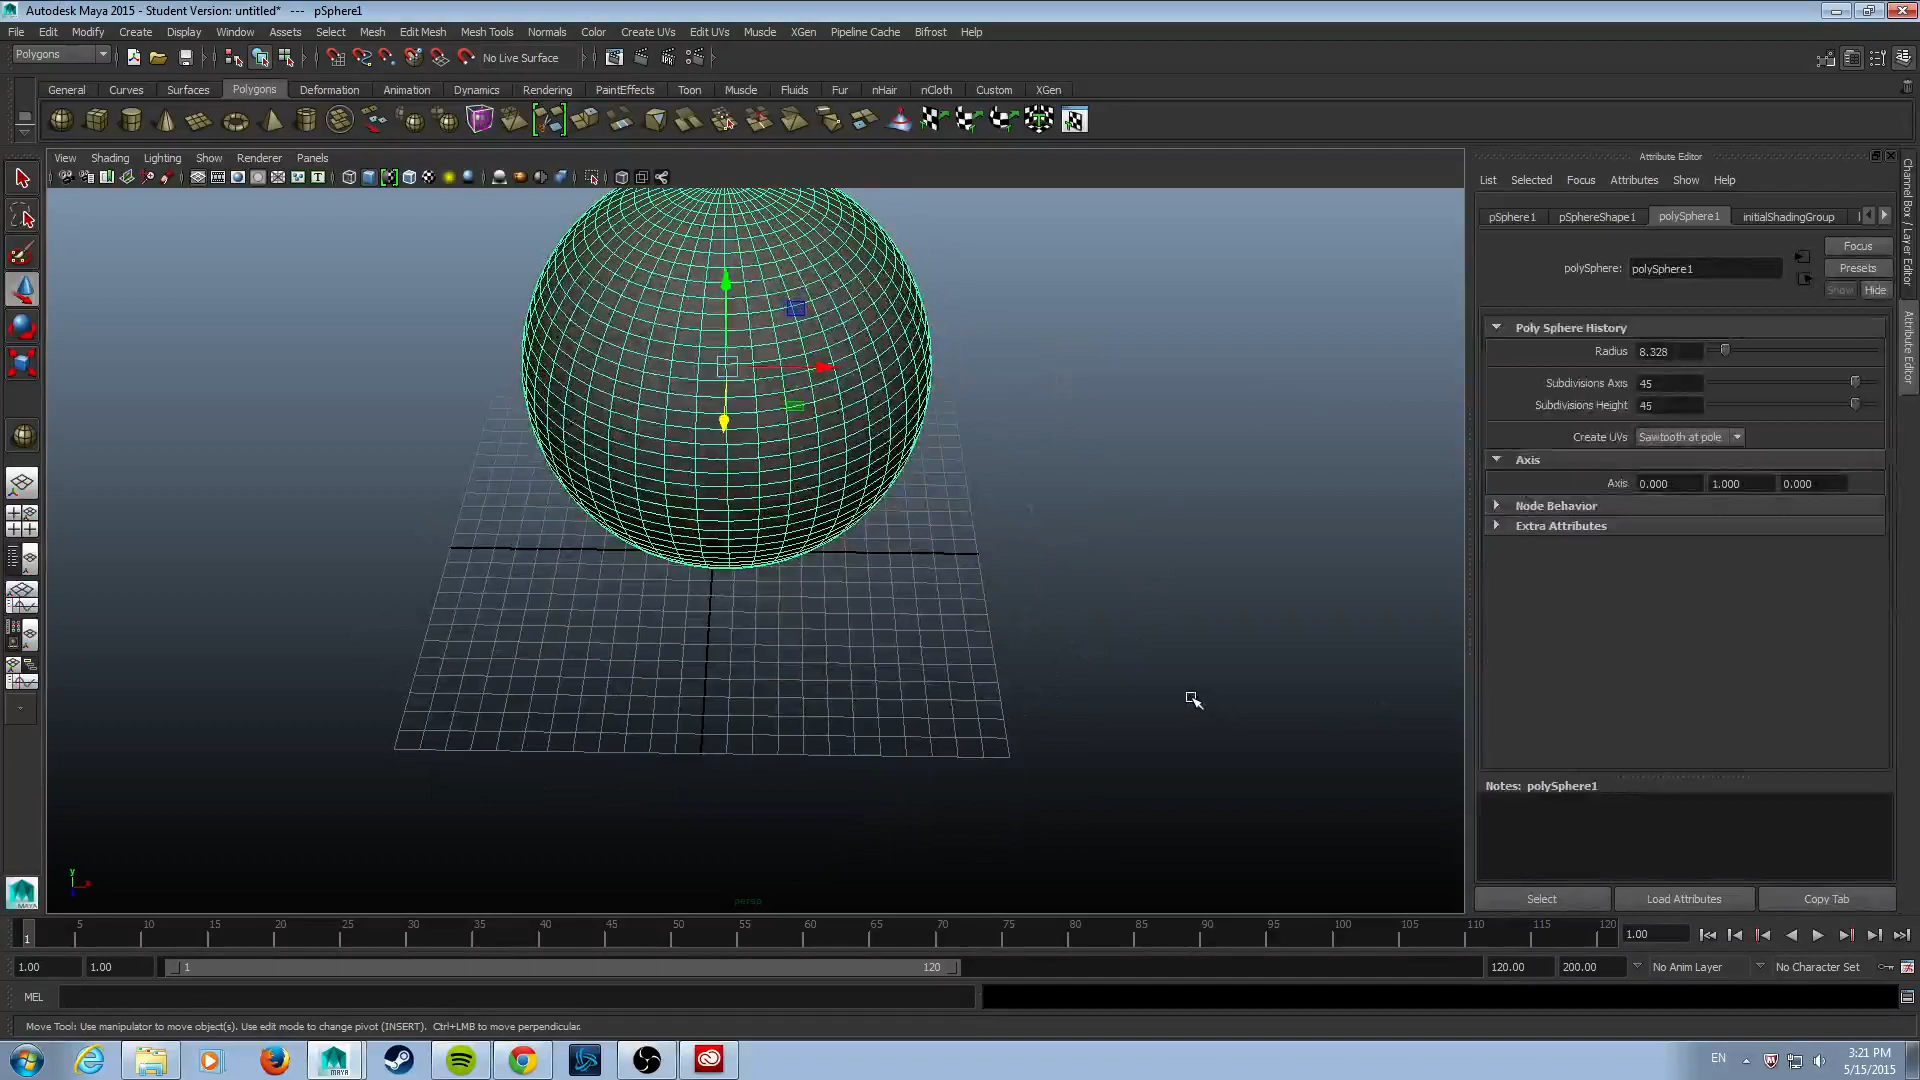 Autodesk Maya 2015 - Student Version: untitled* --- pSphere1
File Edit Modify Create Display Window Assets Select Mesh Edit Mesh Mesh Tools Normals Color Create UVs Edit UVs Muscle XGen Pipeline Cache Bifrost Help
Polygons No Live Surface
General Curves Surfaces Polygons Deformation Animation Dynamics Rendering PaintEffects Toon Muscle Fluids Fur nHair nCloth Custom XGen
View Shading Lighting Show Renderer Panels
Attribute Editor
List Selected Focus Attributes Show Help
pSphere1 pSphereShape1 polySphere1 initialShadingGroup
Focus
polySphere: polySphere1
Presets
Show Hide
Poly Sphere History
Radius 8.328
Subdivisions Axis 45
Subdivisions Height 45
Create UVs Sawtooth at pole
Axis
Axis 0.000 1.000 0.000
Node Behavior
Extra Attributes
Channel Box / Layer Editor
Attribute Editor
Notes: polySphere1
Select Load Attributes Copy Tab
y
x
persp
MAYA
1 5 10 15 20 25 30 35 40 45 50 55 60 65 70 75 80 85 90 95 100 105 110 115 120 1.00
1.00 1.00 1 120 120.00 200.00 No Anim Layer No Character Set
MEL
Move Tool: Use manipulator to move object(s). Use edit mode to change pivot (INSERT). Ctrl+LMB to move perpendicular.
MAYA
EN
3:21 PM
5/15/2015